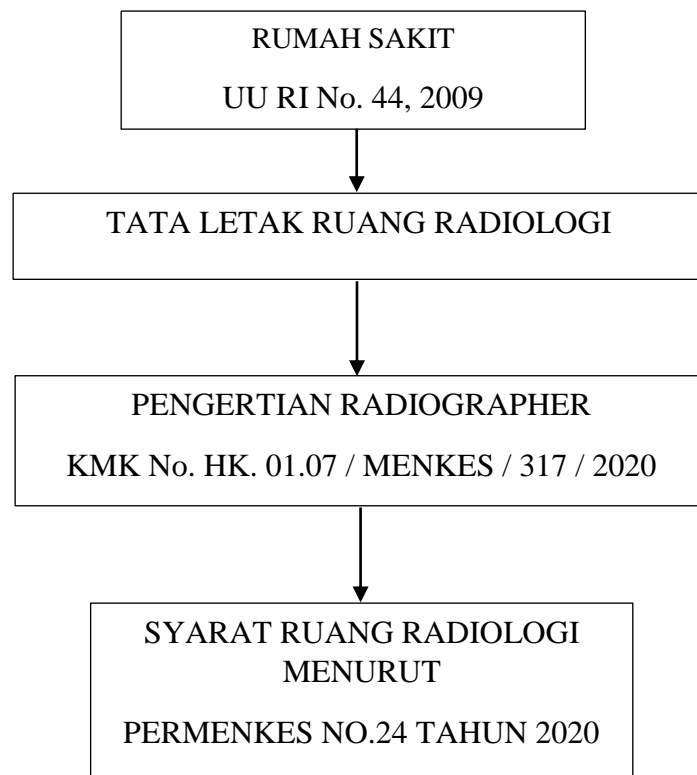 RUMAH SAKIT
UU RI No. 44, 2009
TATA LETAK RUANG RADIOLOGI
PENGERTIAN RADIOGRAPHER
KMK No. HK. 01.07 / MENKES / 317 / 2020
SYARAT RUANG RADIOLOGI
MENURUT
PERMENKES NO.24 TAHUN 2020